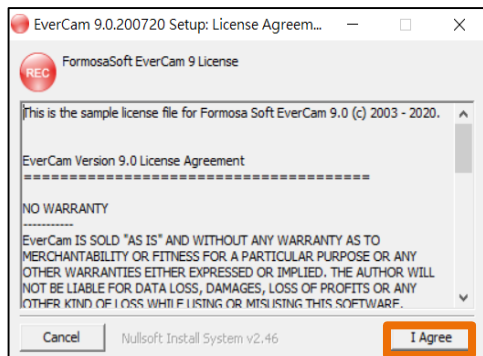 EverCam 9.0.200720 Setup: License Agreem...
REC
FormosaSoft EverCam 9 License
This is the sample license file for Formosa Soft EverCam 9.0 (c) 2003 - 2020.
EverCam Version 9.0 License Agreement
=======================================
NO WARRANTY
-----------
EverCam IS SOLD "AS IS" AND WITHOUT ANY WARRANTY AS TO
MERCHANTABILITY OR FITNESS FOR A PARTICULAR PURPOSE OR ANY
OTHER WARRANTIES EITHER EXPRESSED OR IMPLIED. THE AUTHOR WILL
NOT BE LIABLE FOR DATA LOSS, DAMAGES, LOSS OF PROFITS OR ANY
OTHER KIND OF LOSS WHILE USING OR MISUSING THIS SOFTWARE.
Cancel
Nullsoft Install System v2.46
I Agree